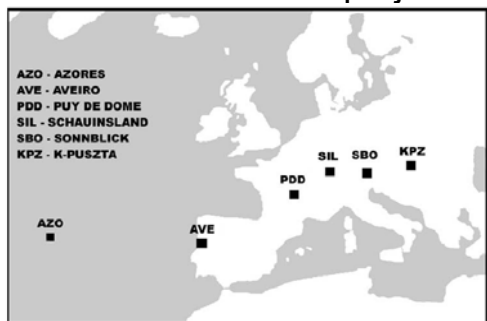 AZO - AZORES
AVE - AVEIRO
PDD - PUY DE DOME
SIL - SCHAUINSLAND
SBO - SONNBLICK
KPZ - K-PUSZTA
SIL
SBO
KPZ
PDD
AZO
AVE